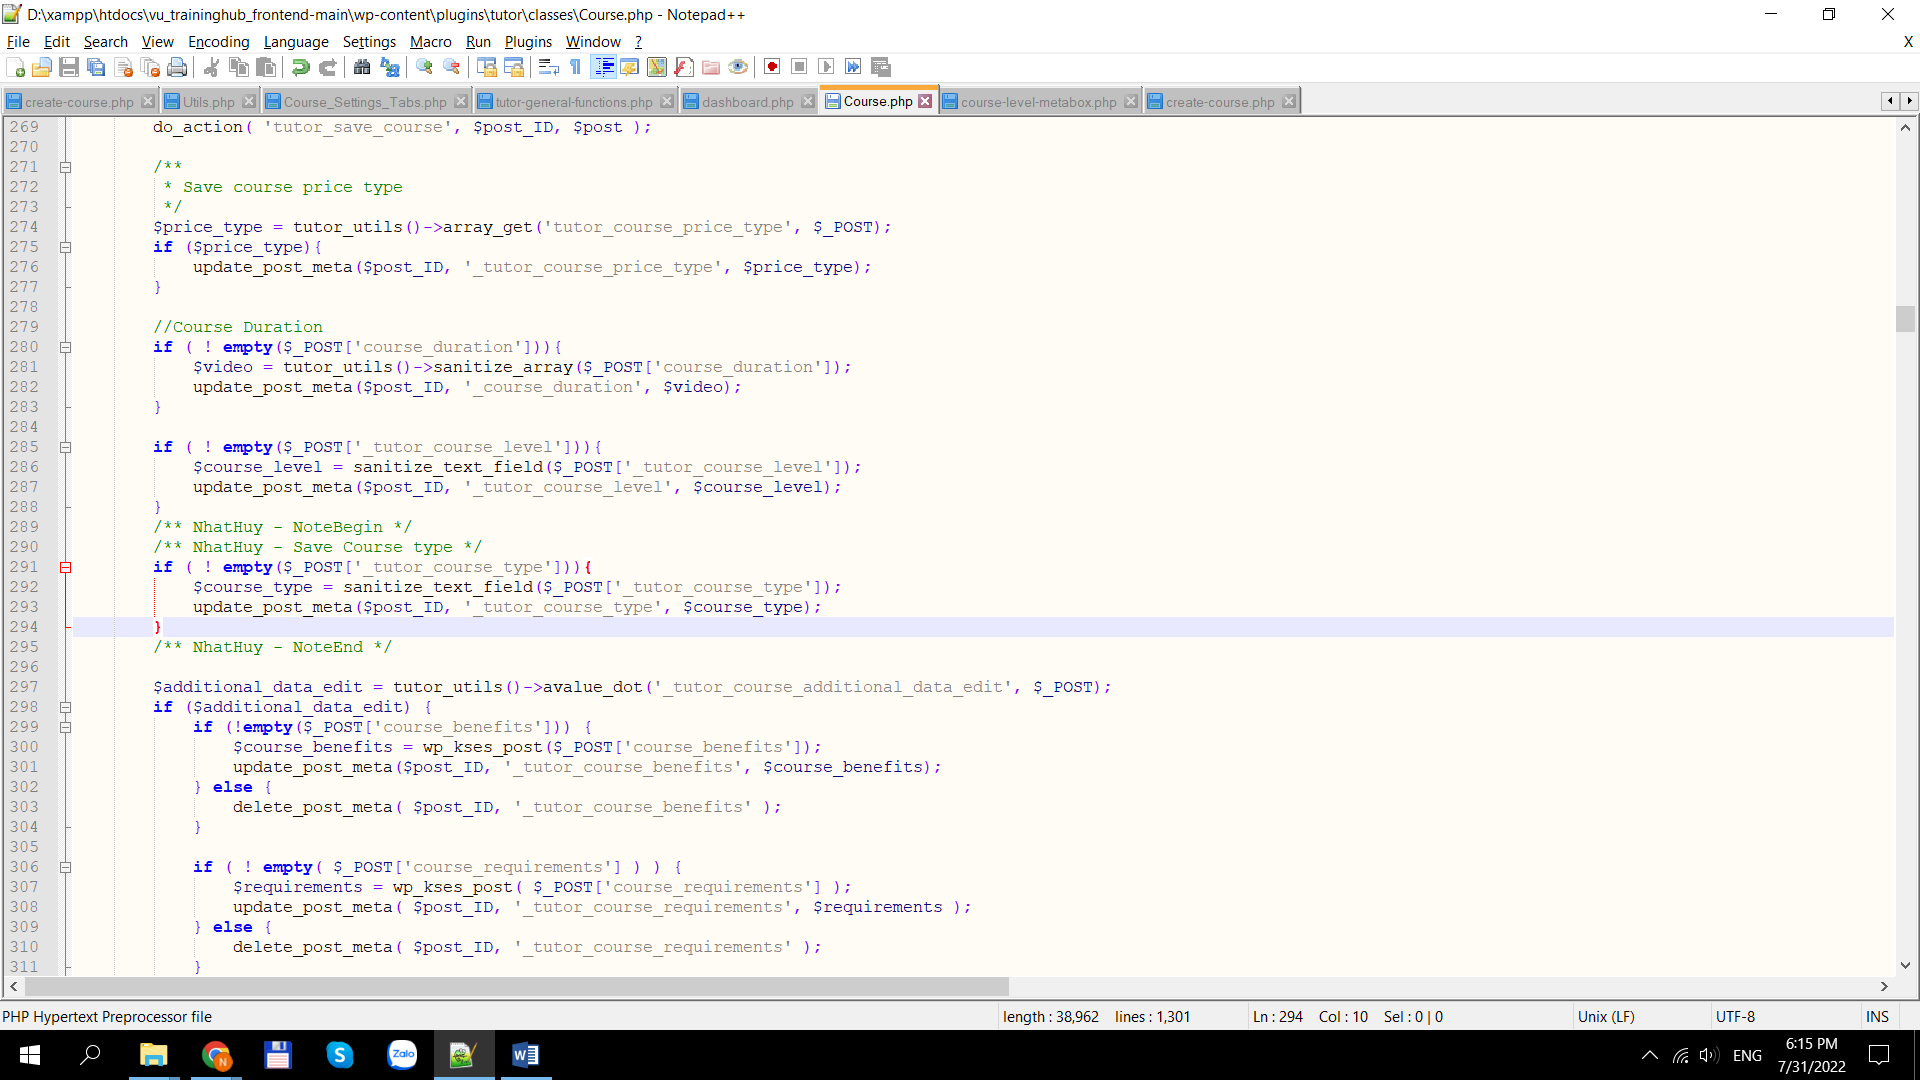 D:\xampp\htdocs\vu_traininghub_frontend-main\wp-content\plugins\tutor\classes\Course.php - Notepad++
File Edit Search View Encoding Language Settings Macro Run Plugins Window ? X
create-course.php Utils.php Course_Settings_Tabs.php tutor-general-functions.php dashboard.php Course.php course-level-metabox.php create-course.php
269 do_action( 'tutor_save_course', $post_ID, $post );
270
271 /**
272 * Save course price type
273 */
274 $price_type = tutor_utils()->array_get('tutor_course_price_type', $_POST);
275 if ($price_type){
276 update_post_meta($post_ID, '_tutor_course_price_type', $price_type);
277 }
278
279 //Course Duration
280 if ( ! empty($_POST['course_duration'])){
281 $video = tutor_utils()->sanitize_array($_POST['course_duration']);
282 update_post_meta($post_ID, '_course_duration', $video);
283 }
284
285 if ( ! empty($_POST['_tutor_course_level'])){
286 $course_level = sanitize_text_field($_POST['_tutor_course_level']);
287 update_post_meta($post_ID, '_tutor_course_level', $course_level);
288 }
289 /** NhatHuy - NoteBegin */
290 /** NhatHuy - Save Course type */
291 if ( ! empty($_POST['_tutor_course_type'])){
292 $course_type = sanitize_text_field($_POST['_tutor_course_type']);
293 update_post_meta($post_ID, '_tutor_course_type', $course_type);
294 }
295 /** NhatHuy - NoteEnd */
296
297 $additional_data_edit = tutor_utils()->avalue_dot('_tutor_course_additional_data_edit', $_POST);
298 if ($additional_data_edit) {
299 if (!empty($_POST['course_benefits'])) {
300 $course_benefits = wp_kses_post($_POST['course_benefits']);
301 update_post_meta($post_ID, '_tutor_course_benefits', $course_benefits);
302 } else {
303 delete_post_meta( $post_ID, '_tutor_course_benefits' );
304 }
305
306 if ( ! empty( $_POST['course_requirements'] ) ) {
307 $requirements = wp_kses_post( $_POST['course_requirements'] );
308 update_post_meta( $post_ID, '_tutor_course_requirements', $requirements );
309 } else {
310 delete_post_meta( $post_ID, '_tutor_course_requirements' );
311 }
PHP Hypertext Preprocessor file length : 38,962 lines : 1,301 Ln : 294 Col : 10 Sel : 0 | 0 Unix (LF) UTF-8 INS
Zalo ENG 6:15 PM
7/31/2022